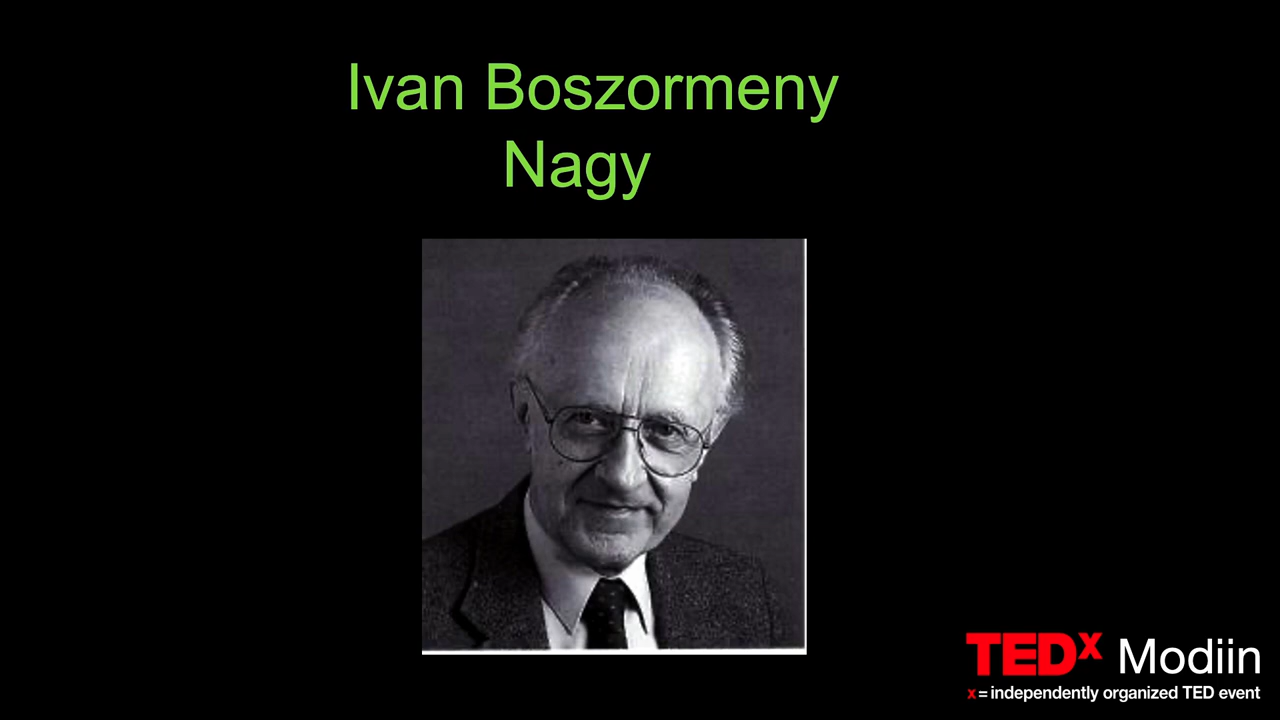 Ivan Boszormeny
Nagy
TEDx Modiin
x = independently organized TED event